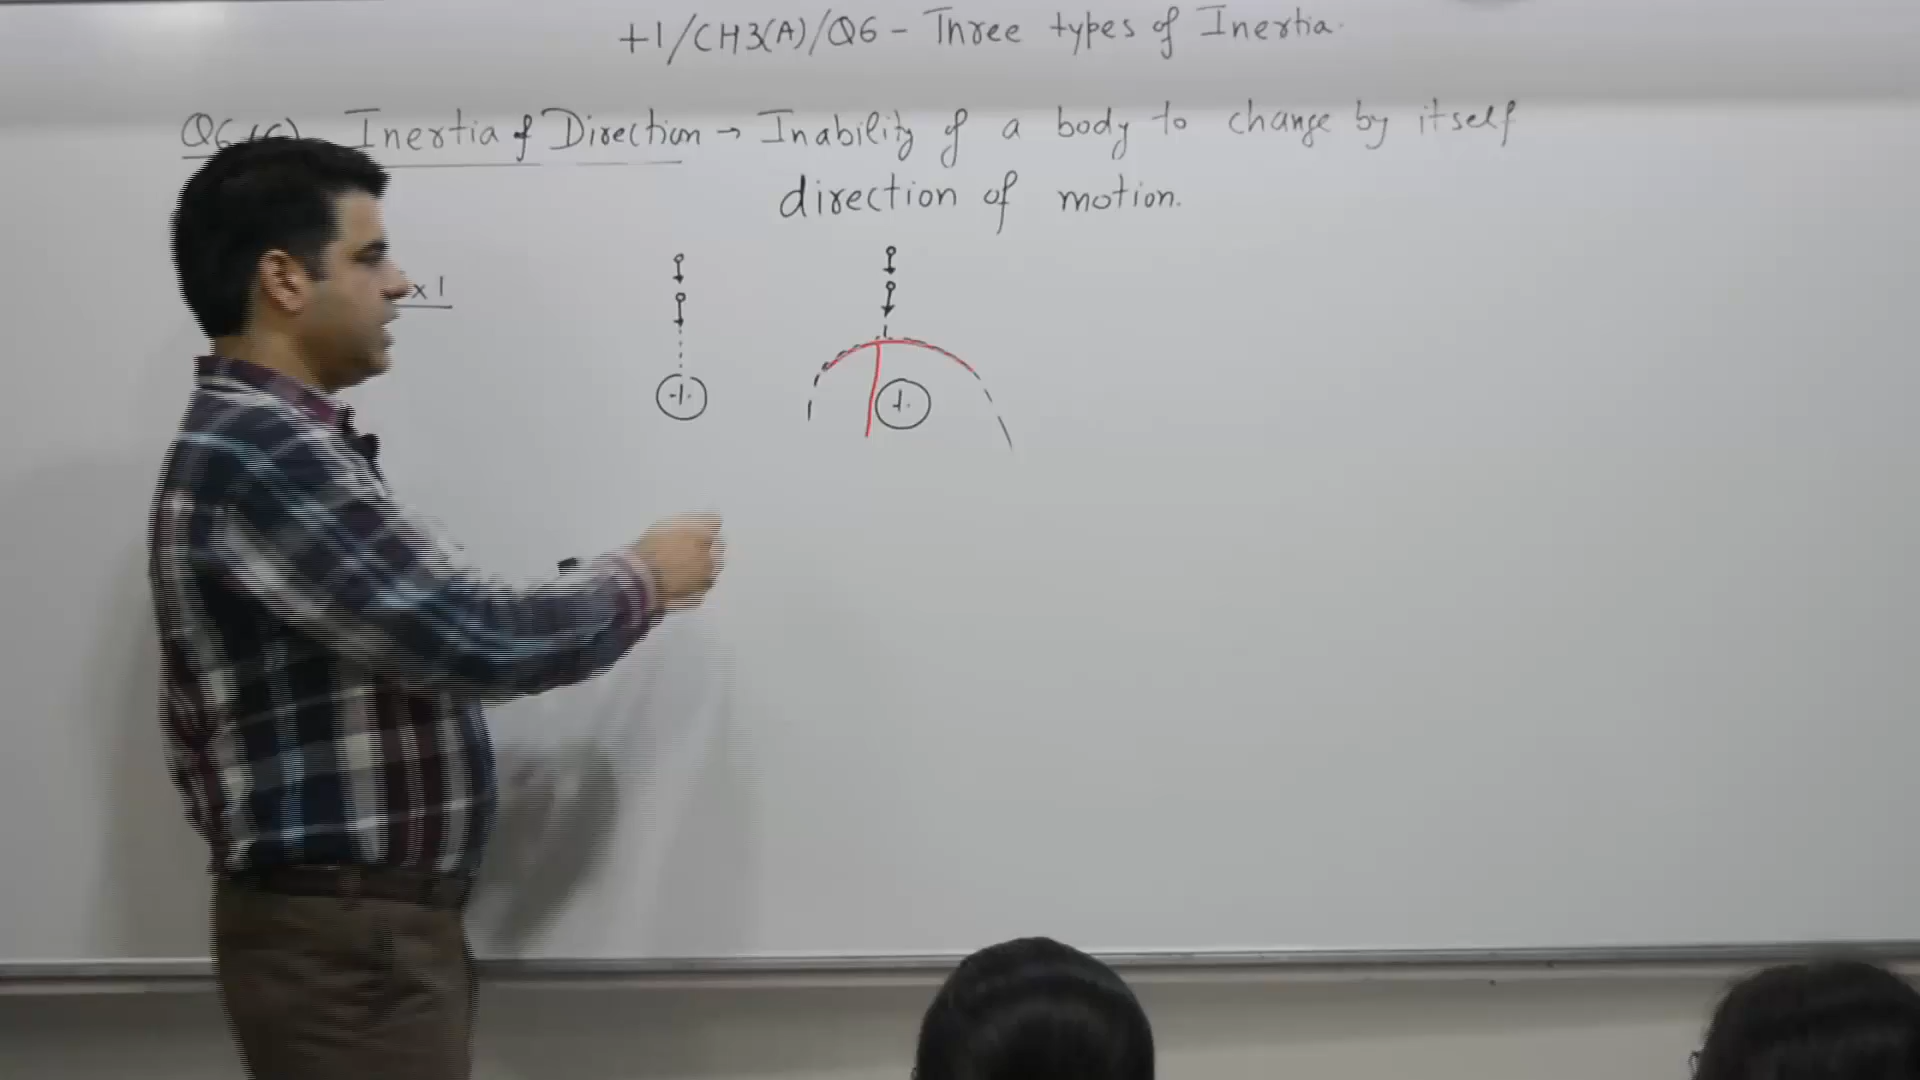 +1/CH3(A)/Q6 - Three types of Inertia.
Inertia of Direction → Inability of a body to change by itself
direction of motion.